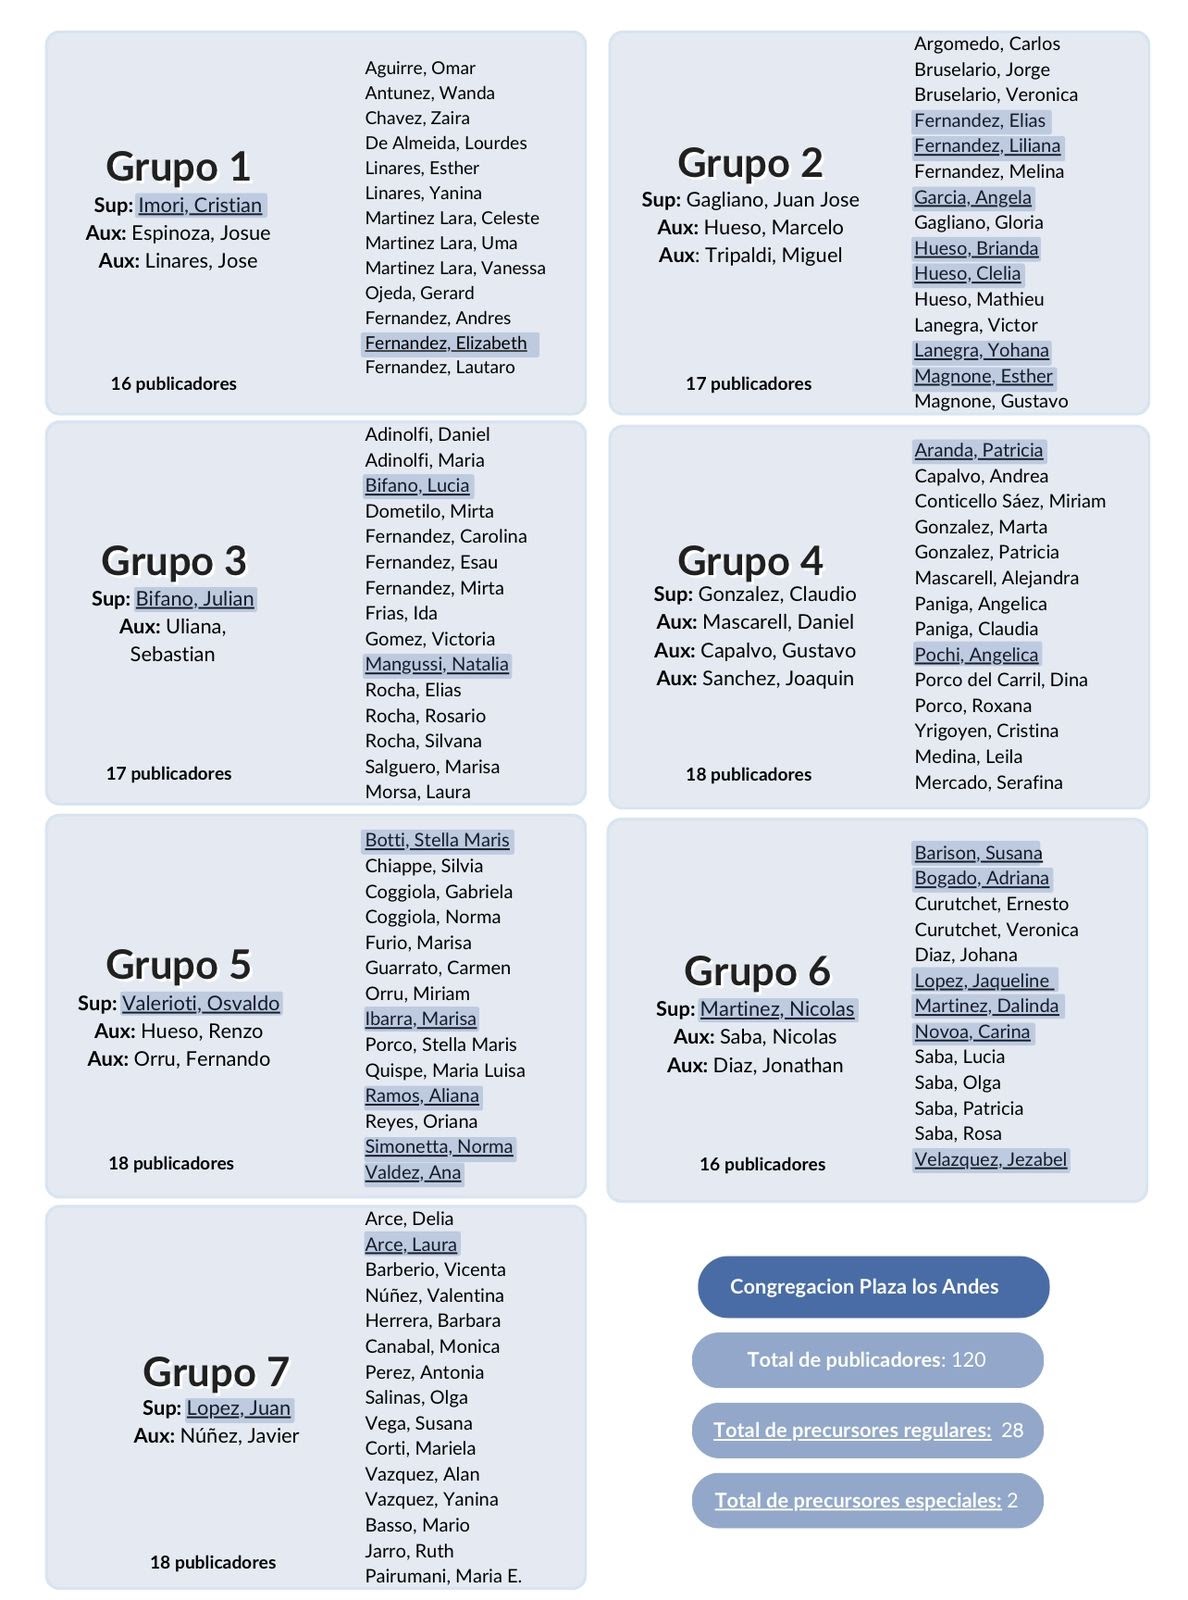 Grupo 1
Sup: Imori, Cristian
Aux: Espinoza, Josue
Aux: Linares, Jose
16 publicadores
Aguirre, Omar
Antunez, Wanda
Chavez, Zaira
De Almeida, Lourdes
Linares, Esther
Linares, Yanina
Martinez Lara, Celeste
Martinez Lara, Uma
Martinez Lara, Vanessa
Ojeda, Gerard
Fernandez, Andres
Fernandez, Elizabeth
Fernandez, Lautaro
Grupo 2
Sup: Gagliano, Juan Jose
Aux: Hueso, Marcelo
Aux: Tripaldi, Miguel
17 publicadores
Argomedo, Carlos
Bruselario, Jorge
Bruselario, Veronica
Fernandez, Elias
Fernandez, Liliana
Fernandez, Melina
Garcia, Angela
Gagliano, Gloria
Hueso, Brianda
Hueso, Clelia
Hueso, Mathieu
Lanegra, Victor
Lanegra, Yohana
Magnone, Esther
Magnone, Gustavo
Grupo 3
Sup: Bifano, Julian
Aux: Uliana,
Sebastian
17 publicadores
Adinolfi, Daniel
Adinolfi, Maria
Bifano, Lucia
Dometilo, Mirta
Fernandez, Carolina
Fernandez, Esau
Fernandez, Mirta
Frias, Ida
Gomez, Victoria
Mangussi, Natalia
Rocha, Elias
Rocha, Rosario
Rocha, Silvana
Salguero, Marisa
Morsa, Laura
Grupo 4
Sup: Gonzalez, Claudio
Aux: Mascarell, Daniel
Aux: Capalvo, Gustavo
Aux: Sanchez, Joaquin
18 publicadores
Aranda, Patricia
Capalvo, Andrea
Conticello Sáez, Miriam
Gonzalez, Marta
Gonzalez, Patricia
Mascarell, Alejandra
Paniga, Angelica
Paniga, Claudia
Pochi, Angelica
Porco del Carril, Dina
Porco, Roxana
Yrigoyen, Cristina
Medina, Leila
Mercado, Serafina
Grupo 5
Sup: Valerioti, Osvaldo
Aux: Hueso, Renzo
Aux: Orru, Fernando
18 publicadores
Botti, Stella Maris
Chiappe, Silvia
Coggiola, Gabriela
Coggiola, Norma
Furio, Marisa
Guarrato, Carmen
Orru, Miriam
Ibarra, Marisa
Porco, Stella Maris
Quispe, Maria Luisa
Ramos, Aliana
Reyes, Oriana
Simonetta, Norma
Valdez, Ana
Grupo 6
Sup: Martinez, Nicolas
Aux: Saba, Nicolas
Aux: Diaz, Jonathan
16 publicadores
Barison, Susana
Bogado, Adriana
Curutchet, Ernesto
Curutchet, Veronica
Diaz, Johana
Lopez, Jaqueline
Martinez, Dalinda
Novoa, Carina
Saba, Lucia
Saba, Olga
Saba, Patricia
Saba, Rosa
Velazquez, Jezabel
Grupo 7
Sup: Lopez, Juan
Aux: Núñez, Javier
18 publicadores
Arce, Delia
Arce, Laura
Barberio, Vicenta
Núñez, Valentina
Herrera, Barbara
Canabal, Monica
Perez, Antonia
Salinas, Olga
Vega, Susana
Corti, Mariela
Vazquez, Alan
Vazquez, Yanina
Basso, Mario
Jarro, Ruth
Pairumani, Maria E.
Congregacion Plaza los Andes
Total de publicadores: 120
Total de precursores regulares: 28
Total de precursores especiales: 2